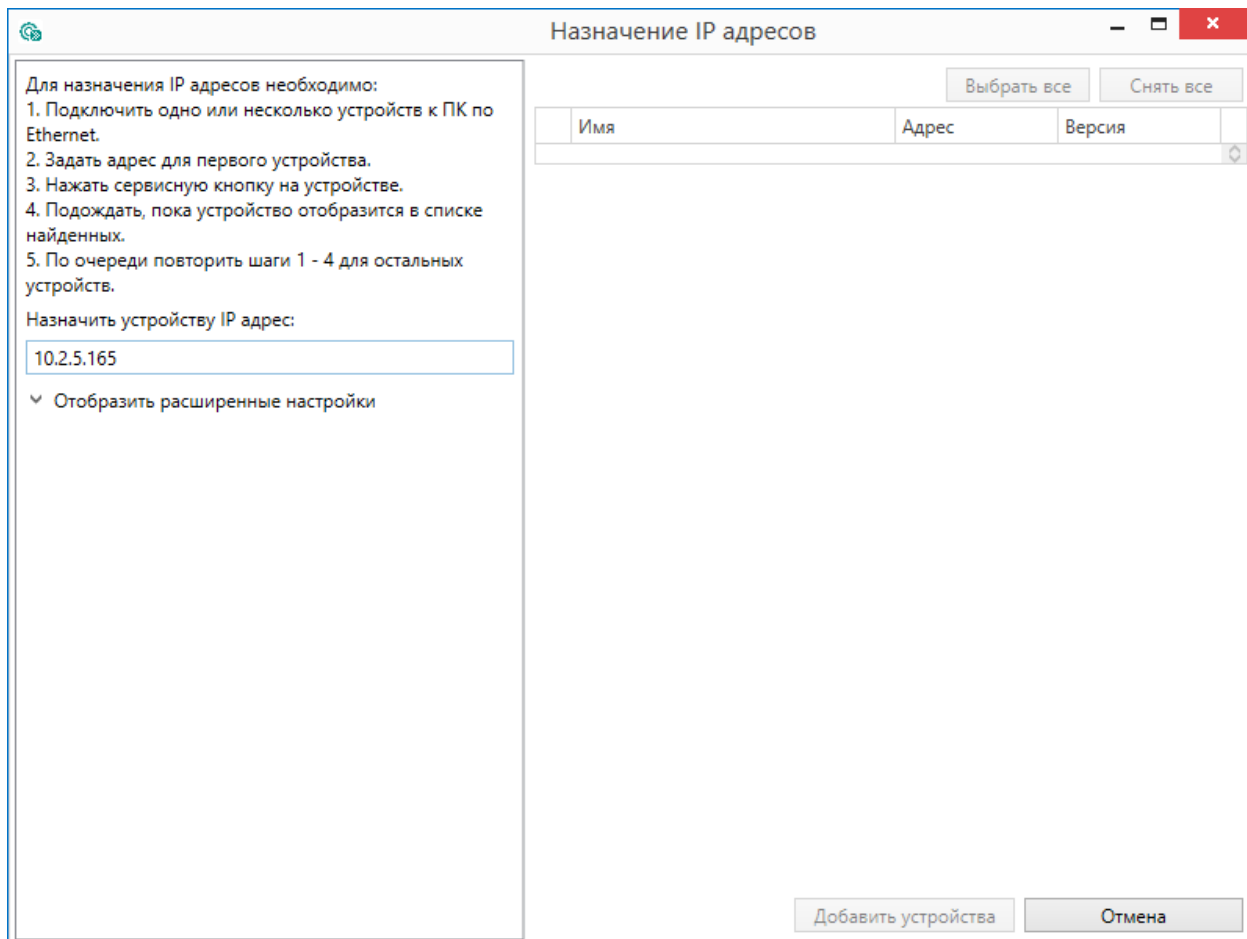 Назначение IP адресов
Для назначения IP адресов необходимо:
1. Подключить одно или несколько устройств к ПК по
Ethernet.
2. Задать адрес для первого устройства.
3. Нажать сервисную кнопку на устройстве.
4. Подождать, пока устройство отобразится в списке
найденных.
5. По очереди повторить шаги 1 - 4 для остальных
устройств.
Назначить устройству IP адрес:
10.2.5.165
Отобразить расширенные настройки
Выбрать все Снять все
Имя Адрес Версия
Добавить устройства Отмена